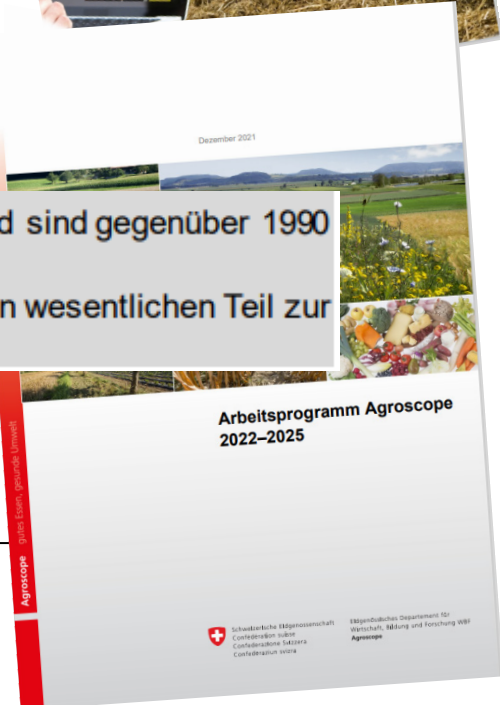 Dezember 2021
d sind gegenüber 1990
n wesentlichen Teil zur
Arbeitsprogramm Agroscope
2022–2025
Agroscope gutes Essen, gesunde Umwelt
Schweizerische Eidgenossenschaft
Confédération suisse
Confederazione Svizzera
Confederaziun svizra
Eidgenössisches Departement für
Wirtschaft, Bildung und Forschung WBF
Agroscope